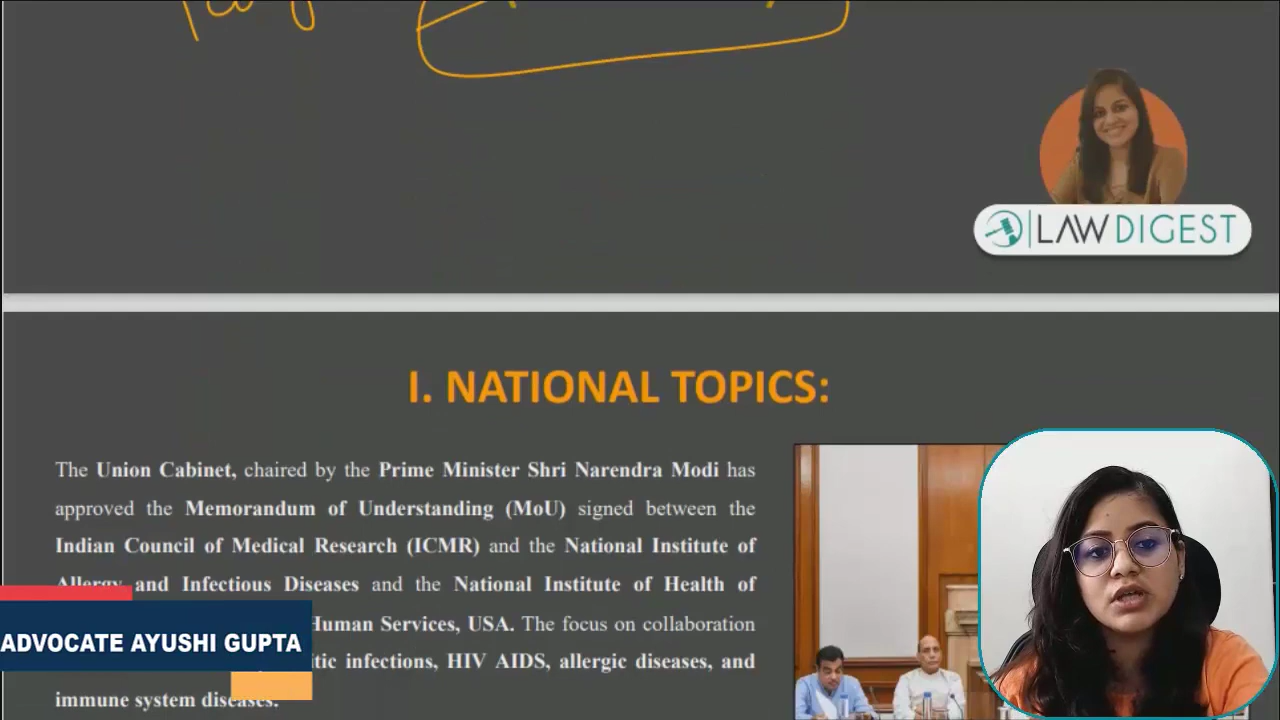 LAW DIGEST
I. NATIONAL TOPICS:
The Union Cabinet, chaired by the Prime Minister Shri Narendra Modi has
approved the Memorandum of Understanding (MoU) signed between the
Indian Council of Medical Research (ICMR) and the National Institute of
Allergy and Infectious Diseases and the National Institute of Health of
Human Services, USA. The focus on collaboration
infections, HIV AIDS, allergic diseases, and
immune system diseases.
ADVOCATE AYUSHI GUPTA